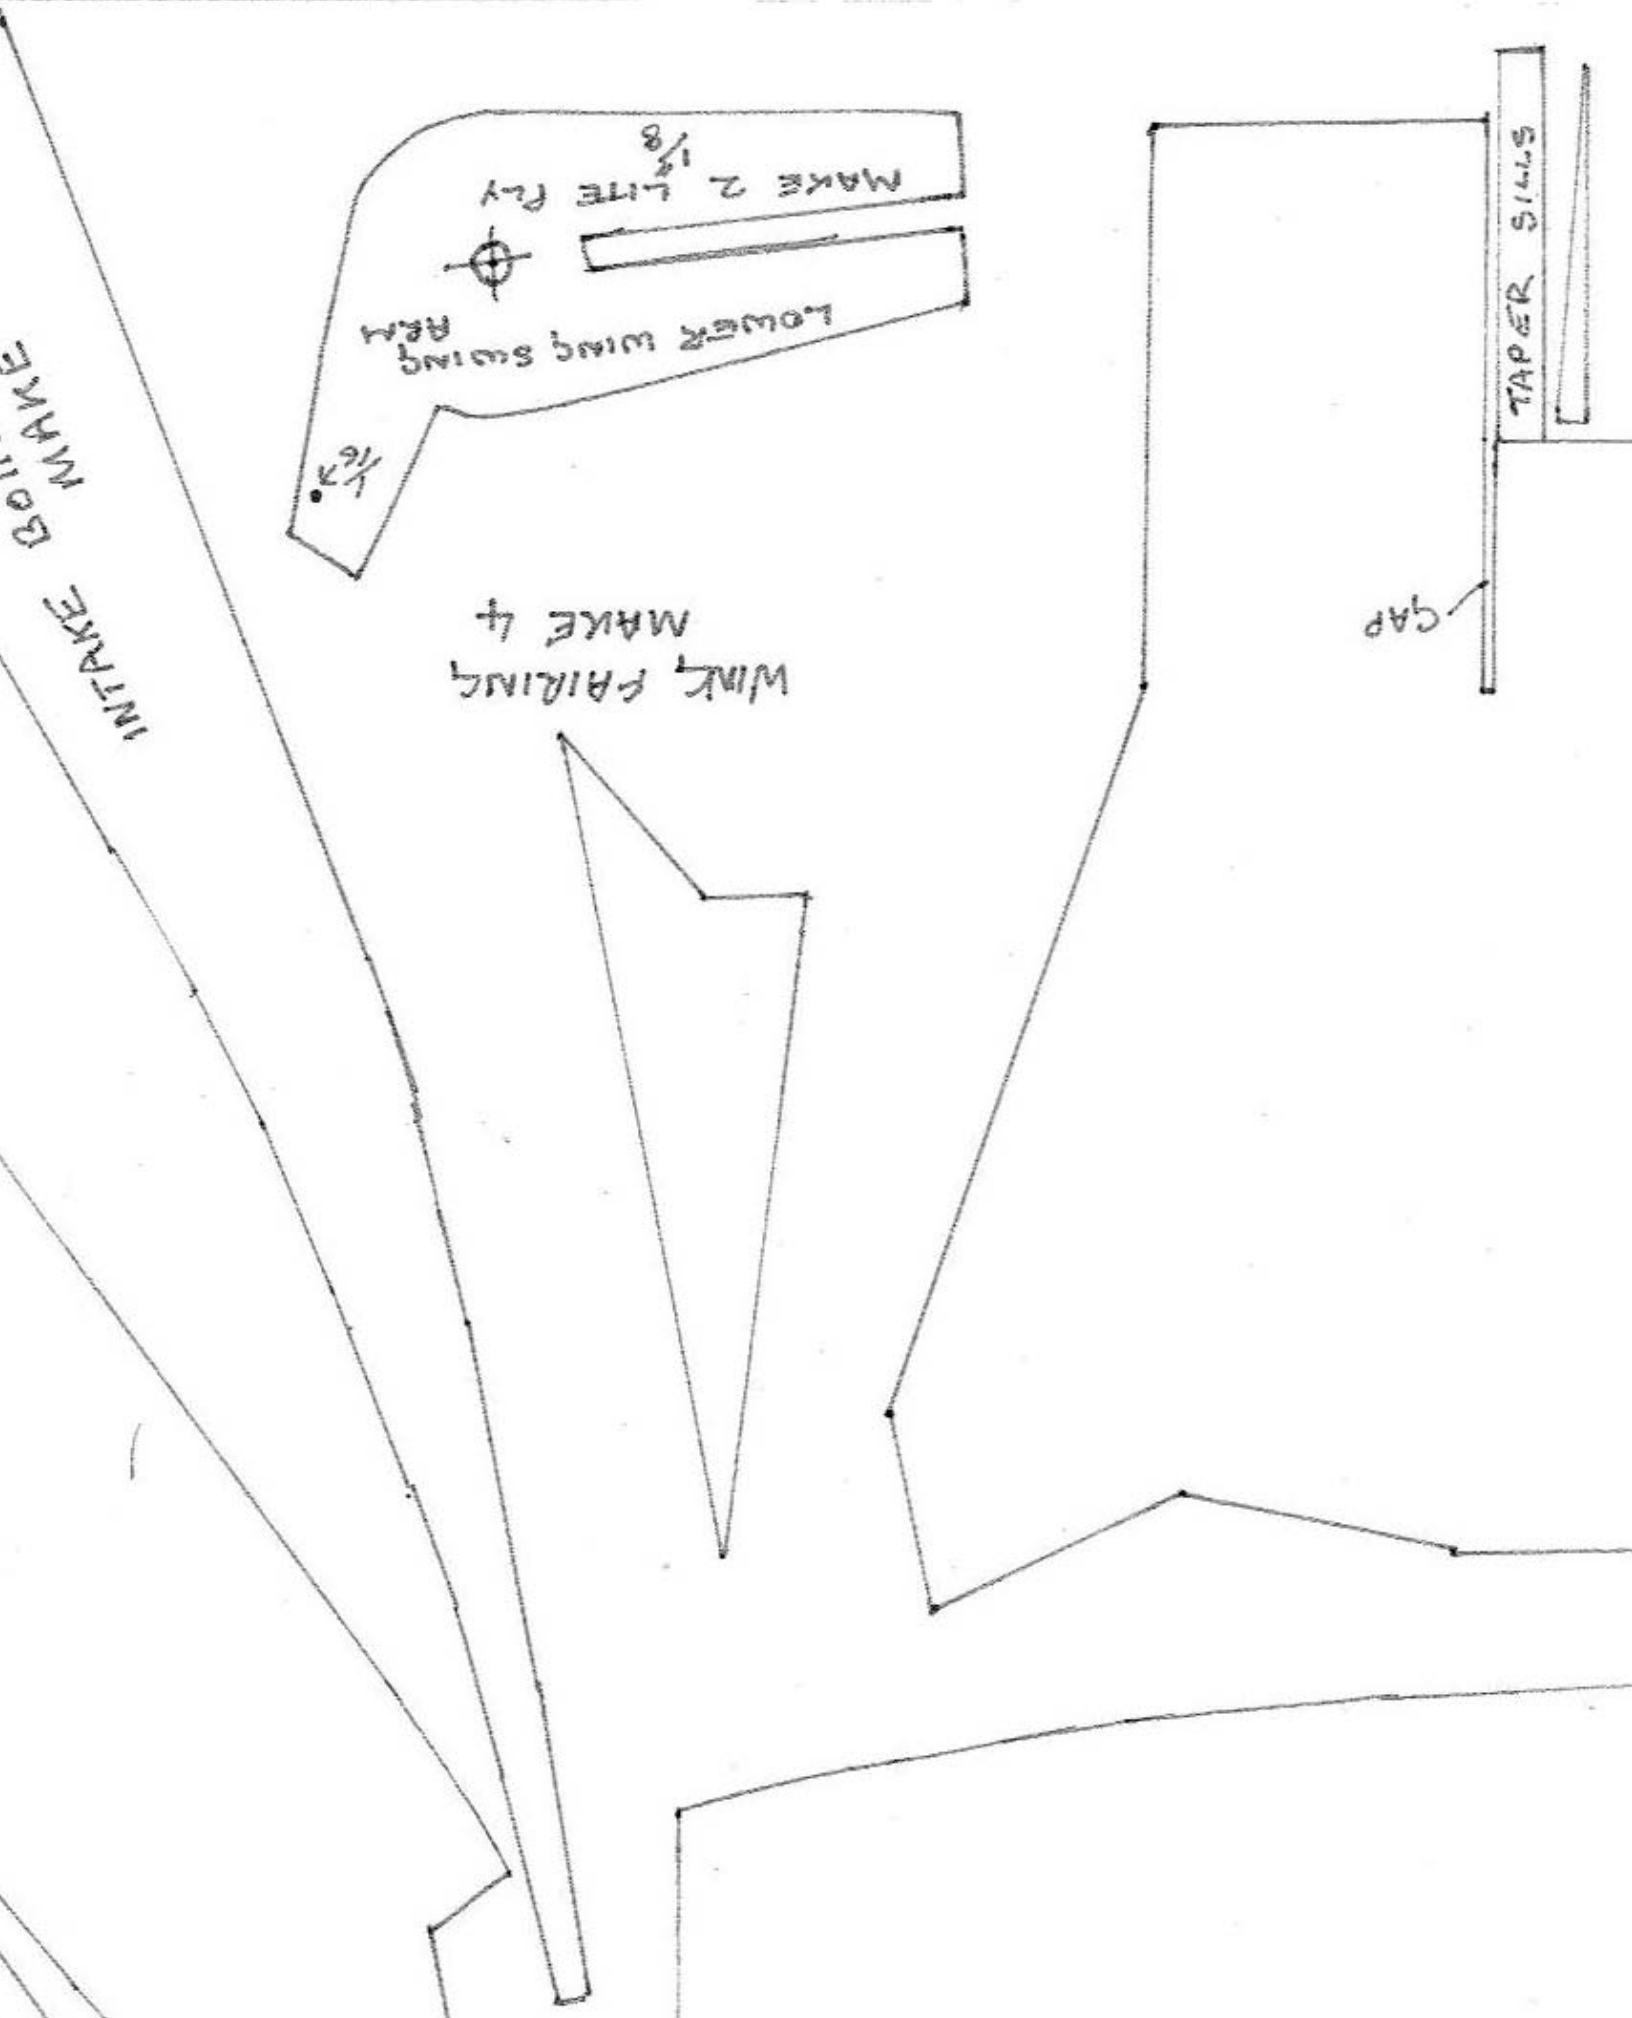 LOWER WING SWING
ARM
MAKE 2 LITE PLY
1/8
1/16
WING FAIRING
MAKE 4
GAP
TAPER SILLS
INTAKE
MAKE